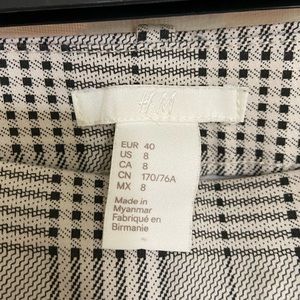 H&M
EUR 40
US 8
CA 8
CN 170/76A
MX 8
Made in
Myanmar
Fabriqué en
Birmanie